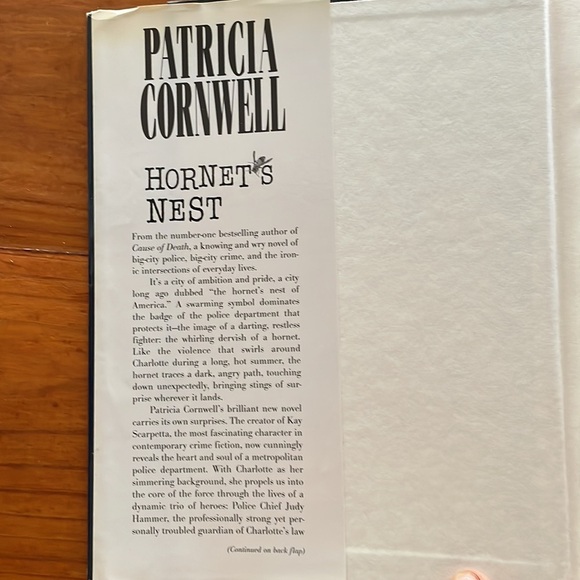 PATRICIA
CORNWELL
HORNET'S
NEST
From the number-one bestselling author of
Cause of Death, a knowing and wry novel of
big-city police, big-city crime, and the iron-
ic intersections of everyday lives.
It's a city of ambition and pride, a city
long ago dubbed "the hornet's nest of
America." A swarming symbol dominates
the badge of the police department that
protects it—the image of a darting, restless
fighter: the whirling dervish of a hornet.
Like the violence that swirls around
Charlotte during a long, hot summer, the
hornet traces a dark, angry path, touching
down unexpectedly, bringing stings of sur-
prise wherever it lands.
Patricia Cornwell's brilliant new novel
carries its own surprises. The creator of Kay
Scarpetta, the most fascinating character in
contemporary crime fiction, now cunningly
reveals the heart and soul of a metropolitan
police department. With Charlotte as her
simmering background, she propels us into
the core of the force through the lives of a
dynamic trio of heroes: Police Chief Judy
Hammer, the professionally strong yet per-
sonally troubled guardian of Charlotte's law
(Continued on back flap)